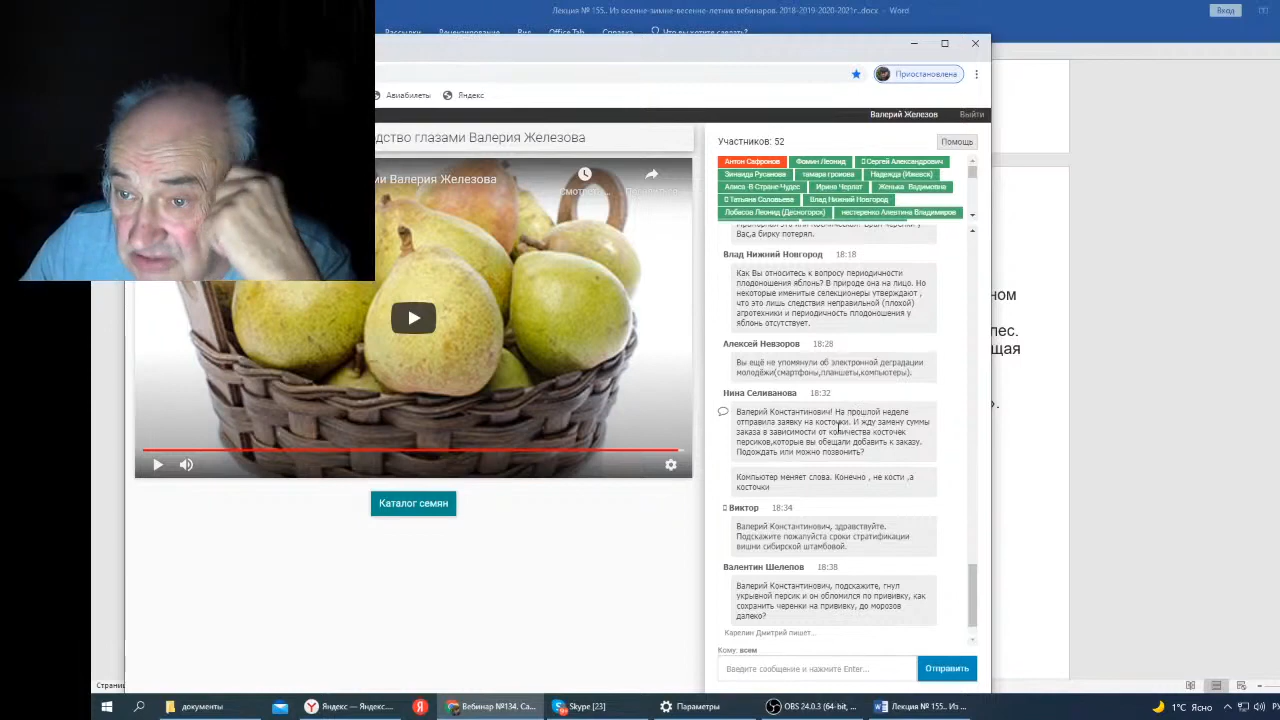 Лекция № 155.. Из осенне-зимне-весенне-летних вебинаров. 2018-2019-2020-2021г..docx. - Word
Вход
Рассылки Рецензирование Вид Office Tab Справка Что вы хотите сделать?
Приостановлена
Авиабилеты Яндекс
Валерий Железов Выйти
дство глазами Валерия Железова
ми Валерия Железова
Участников: 52
Помощь
Антон Сафронов Фомин Леонид Сергей Александрович
Зинаида Русанова тамара громова Надежда (Ижевск)
Алиса -В-Стране-Чудес Ирина Черлат Женька Вадимовна
Татьяна Соловьева Влад Нижний Новгород
Лобасов Леонид (Десногорск) нестеренко Алевтина Владимиров
Вас,а бирку потерял.
Влад Нижний Новгород 18:18
Как Вы относитесь к вопросу периодичности
плодоношения яблонь? В природе она на лицо. Но
некоторые именитые селекционеры утверждают ,
что это лишь следствия неправильной (плохой)
агротехники и периодичность плодоношения у
яблонь отсутствует.
Алексей Невзоров 18:28
Вы ещё не упомянули об электронной деградации
молодёжи(смартфоны,планшеты,компьютеры).
Нина Селиванова 18:32
Валерий Константинович! На прошлой неделе
отправила заявку на косточки. И жду замену суммы
заказа в зависимости от количества косточек
персиков,которые вы обещали добавить к заказу.
Подождать или можно позвонить?
Компьютер меняет слова. Конечно , не кости ,а
косточки
Виктор 18:34
Валерий Константинович, здравствуйте.
Подскажите пожалуйста сроки стратификации
вишни сибирской штамбовой.
Валентин Шелепов 18:38
Валерий Константинович, подскажите, гнул
укрывной персик и он обломился по прививку, как
сохранить черенки на прививку, до морозов
далеко?
Карелин Дмитрий пишет...
Кому: всем
Введите сообщение и нажмите Enter...
Отправить
Каталог семян
ном
ес.
щая
».
Страниц
документы
Яндекс — Яндекс....
Вебинар №134, Са...
Skype [23]
Параметры
OBS 24.0.3 (64-bit, ...
Лекция № 155.. Из ...
1°C Ясно